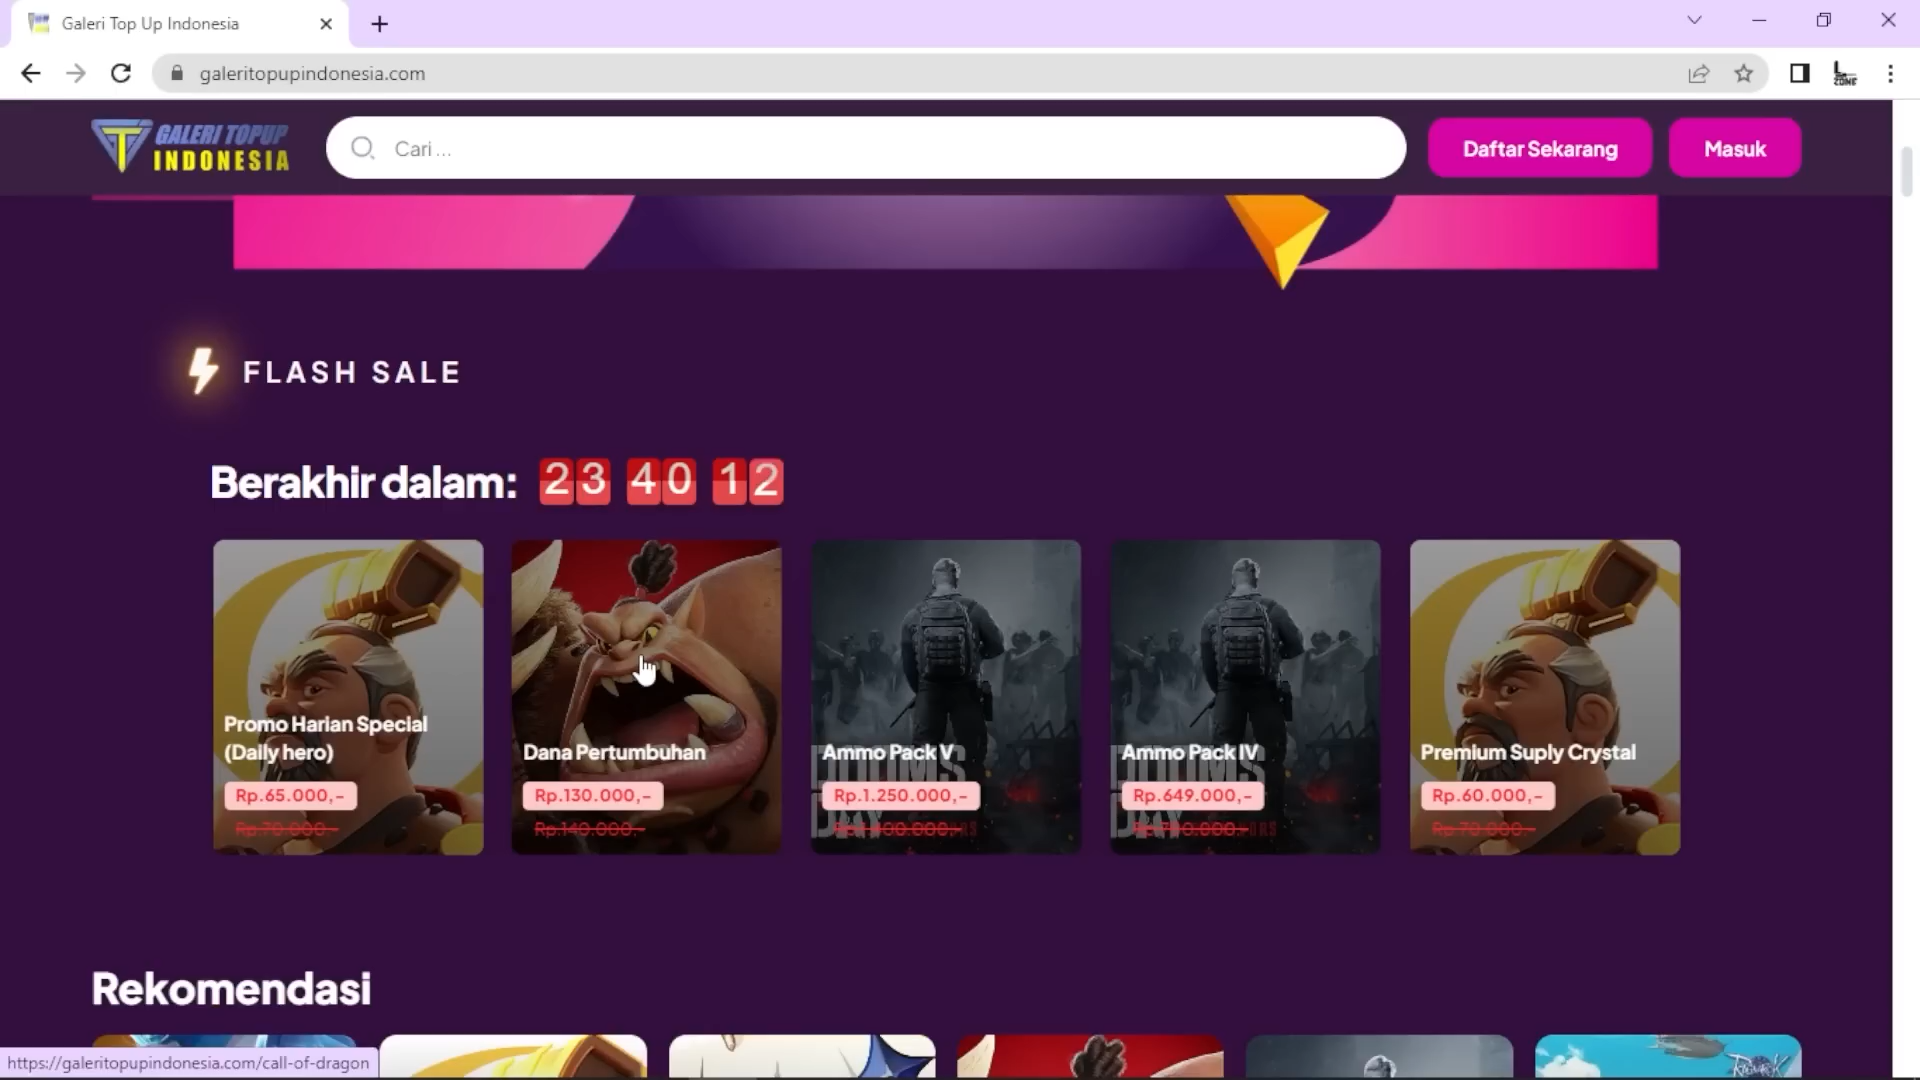 Galeri Top Up Indonesia
galeritopupindonesia.com
L
ZONE
GALERI TOPUP
INDONESIA
Cari ...
Daftar Sekarang
Masuk
FLASH SALE
Berakhir dalam: 23 40 12
Promo Harian Special
(Daily hero)
Rp.65.000,-
Rp.70.000,-
Dana Pertumbuhan
Rp.130.000,-
Rp.140.000,-
Ammo Pack V
Rp.1.250.000,-
Ammo Pack IV
Rp.649.000,-
Premium Suply Crystal
Rp.60.000,-
Rp.70.000,-
Rekomendasi
https://galeritopupindonesia.com/call-of-dragon